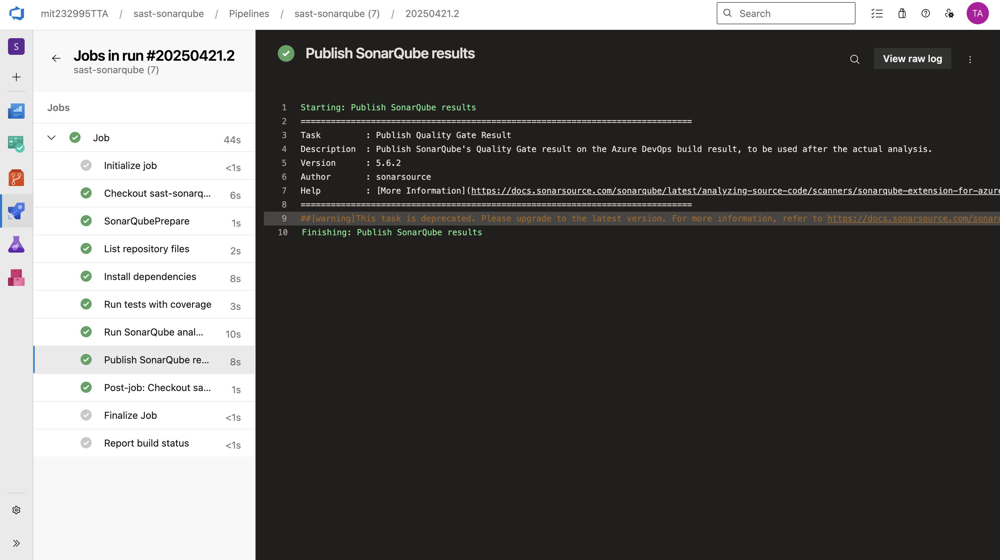 mit232995TTA / sast-sonarqube / Pipelines / sast-sonarqube (7) / 20250421.2
Search
TA
S
Jobs in run #20250421.2
sast-sonarqube (7)
Jobs
Job 44s
Initialize job <1s
Checkout sast-sonarq... 6s
SonarQubePrepare 1s
List repository files 2s
Install dependencies 8s
Run tests with coverage 3s
Run SonarQube anal... 10s
Publish SonarQube re... 8s
Post-job: Checkout sa... 1s
Finalize Job <1s
Report build status <1s
Publish SonarQube results
View raw log
1 Starting: Publish SonarQube results
2 ==============================================================================
3 Task : Publish Quality Gate Result
4 Description : Publish SonarQube's Quality Gate result on the Azure DevOps build result, to be used after the actual analysis.
5 Version : 5.6.2
6 Author : sonarsource
7 Help : [More Information](https://docs.sonarsource.com/sonarqube/latest/analyzing-source-code/scanners/sonarqube-extension-for-azure
8 ==============================================================================
9 ##[warning]This task is deprecated. Please upgrade to the latest version. For more information, refer to https://docs.sonarsource.com/sonarq
10 Finishing: Publish SonarQube results